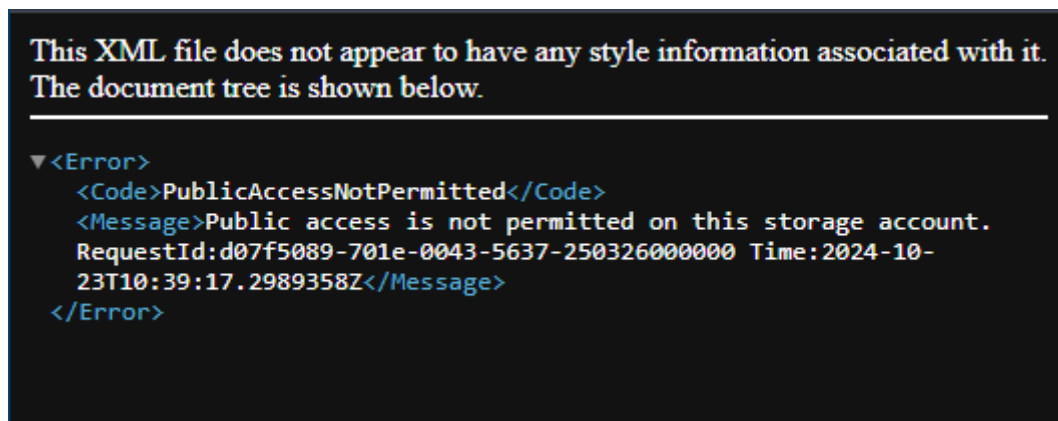 This XML file does not appear to have any style information associated with it.
The document tree is shown below.
▼<Error>
<Code>PublicAccessNotPermitted</Code>
<Message>Public access is not permitted on this storage account.
RequestId:d07f5089-701e-0043-5637-250326000000 Time:2024-10-
23T10:39:17.2989358Z</Message>
</Error>